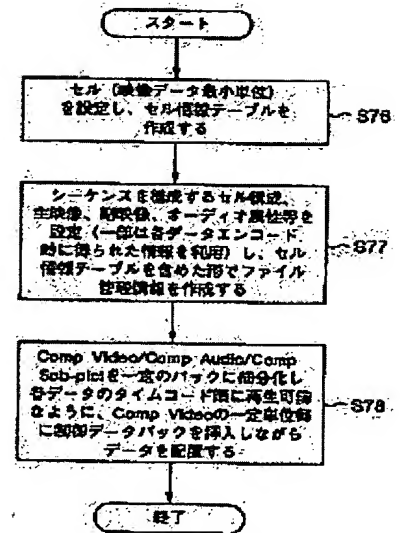 スタート
セル（映像データ最小単位）
を設定し、セル情報テーブルを
作成する
S76
シーケンスを構成するセル構成、
主映像、副映像、オーディオ属性等を
設定（一部は各データエンコード
時に得られた情報を利用）し、セル
情報テーブルを含めた形でファイル
管理情報を作成する
S77
Comp Video/Comp Audio/Comp
Sub-pictを一定のパックに細分化し
各データのタイムコード順に再生可能
なように、Comp Videoの一定単位毎
に制御データパックを挿入しながら
データを配置する
S78
終了